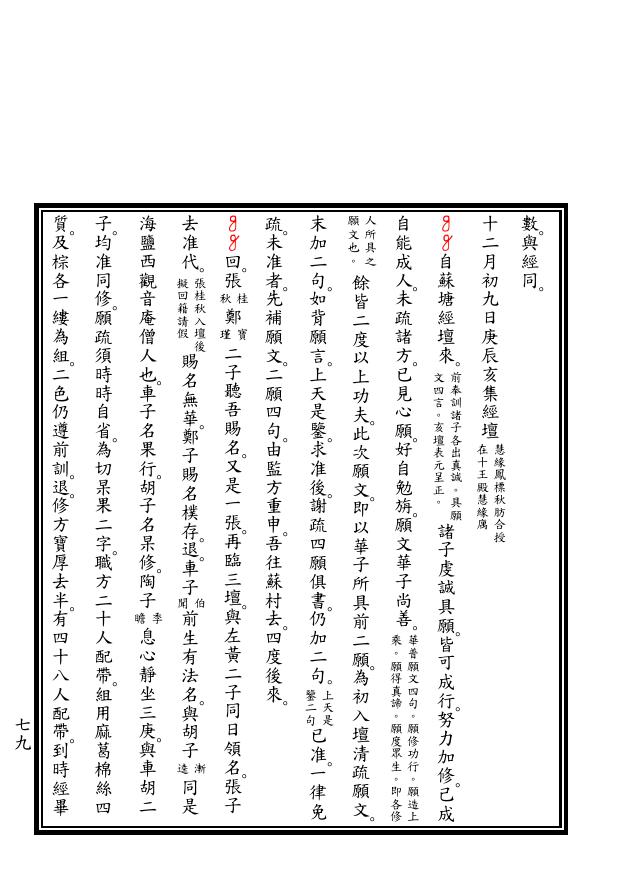 數。與經同。
十二月初九日庚辰亥集經壇慧緣鳳標秋肪合授在十王殿慧緣廡
自蘇塘經壇來。前奉訓諸子各出真誠。具願文四言。亥壇表元呈正。諸子虔誠具願。皆可成行。努力加修。已成
自能成人。未疏諸方。已見心願。好自勉旃。願文華子尚善。華普願文四句。願修功行。願造上乘。願得真諦。願度眾生。即各修
人所具之願文也。餘皆二度以上功夫。此次願文。即以華子所具前二願。為初入壇清疏願文。
末加二句。如背願言。上天是鑒。求准後。謝疏四願俱書。仍加二句。上天是鑒二句已准。一律免
疏。未准者。先補願文。二願四句。由監方重申。吾往蘇村去。四度後來。
回。張桂秋鄭寶瑾二子聽吾賜名。又是一張。再臨三壇。與左黃二子同日領名。張子
去准代。張桂秋入壇後擬回籍請假賜名無華。鄭子賜名樸存。退。車子伯聞前生有法名。與胡子漸逵同是
海鹽西觀音庵僧人也。車子名果行。胡子名杲修。陶子李瞻息心靜坐三庚。與車胡二
子均准同修。願疏須時時自省。為切杲果二字。職方二十人配帶。組用麻葛棉絲四
質。及棕各一縷為組。二色仍遵前訓。退。修方寶厚去半。有四十八人配帶。到時經畢
七九